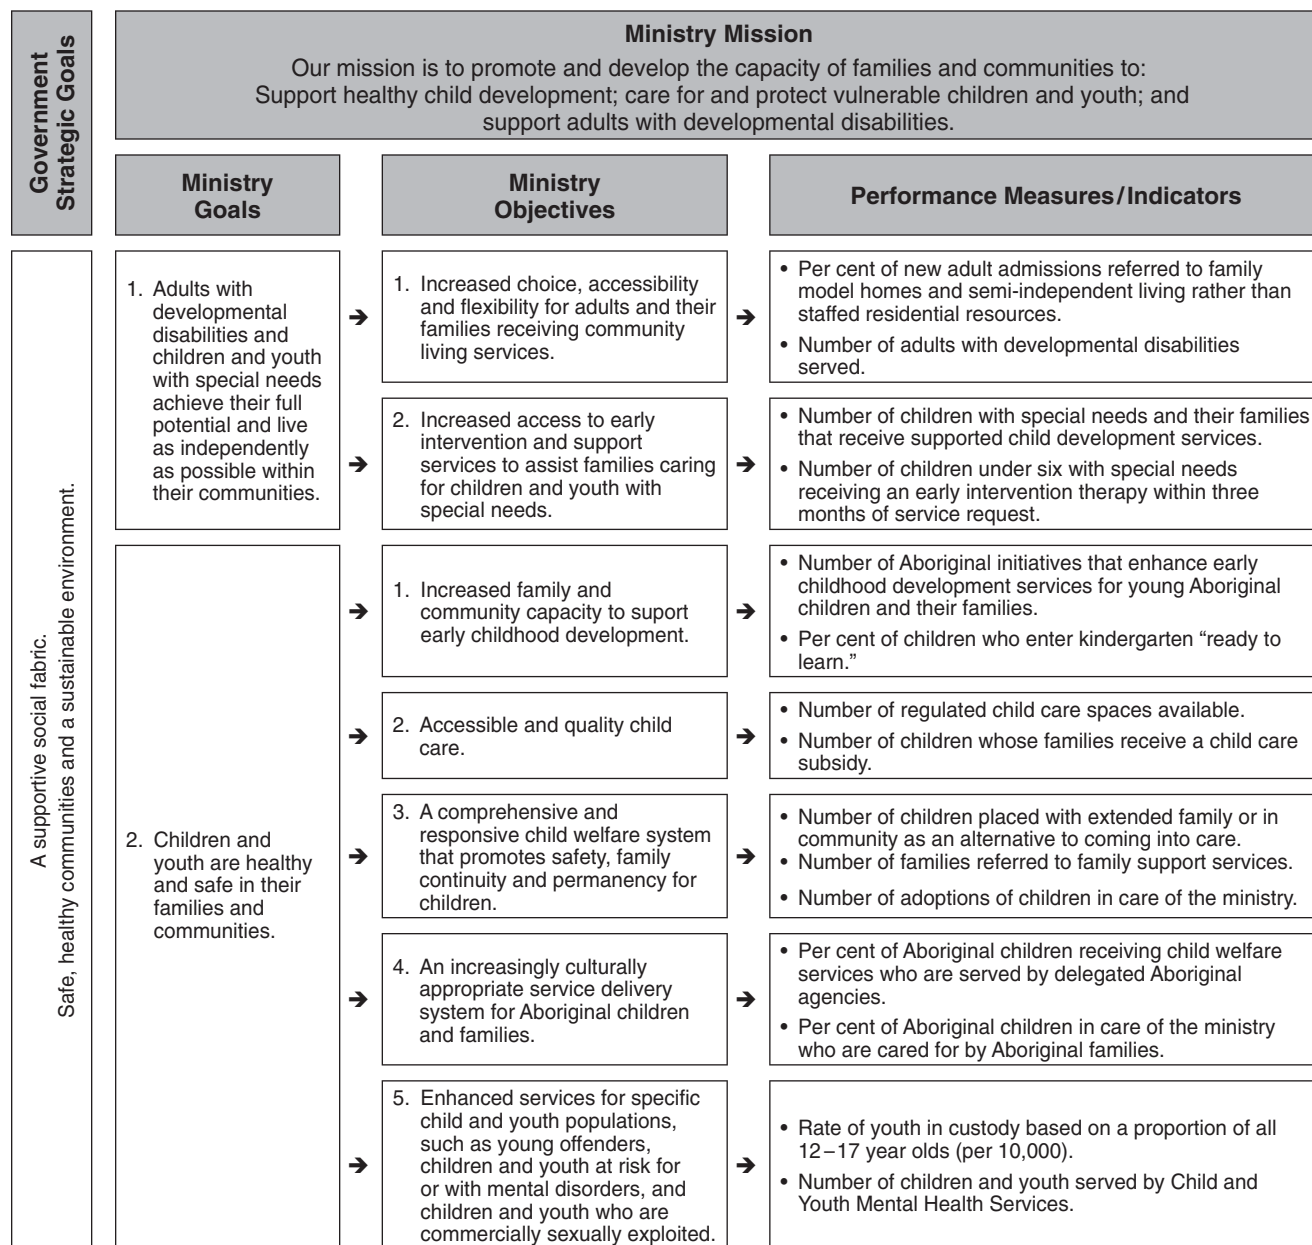 Government
Strategic Goals
Ministry Mission
Our mission is to promote and develop the capacity of families and communities to:
Support healthy child development; care for and protect vulnerable children and youth; and
support adults with developmental disabilities.
Ministry
Goals
Ministry
Objectives
Performance Measures/Indicators
A supportive social fabric.
Safe, healthy communities and a sustainable environment.
1. Adults with
developmental
disabilities and
children and youth
with special needs
achieve their full
potential and live
as independently
as possible within
their communities.
➔
1. Increased choice, accessibility
and flexibility for adults and their
families receiving community
living services.
➔
• Per cent of new adult admissions referred to family
model homes and semi-independent living rather than
staffed residential resources.
• Number of adults with developmental disabilities
served.
➔
2. Increased access to early
intervention and support
services to assist families caring
for children and youth with
special needs.
➔
• Number of children with special needs and their families
that receive supported child development services.
• Number of children under six with special needs
receiving an early intervention therapy within three
months of service request.
2. Children and
youth are healthy
and safe in their
families and
communities.
➔
1. Increased family and
community capacity to suport
early childhood development.
➔
• Number of Aboriginal initiatives that enhance early
childhood development services for young Aboriginal
children and their families.
• Per cent of children who enter kindergarten “ready to
learn.”
➔
2. Accessible and quality child
care.
➔
• Number of regulated child care spaces available.
• Number of children whose families receive a child care
subsidy.
➔
3. A comprehensive and
responsive child welfare system
that promotes safety, family
continuity and permanency for
children.
➔
• Number of children placed with extended family or in
community as an alternative to coming into care.
• Number of families referred to family support services.
• Number of adoptions of children in care of the ministry.
➔
4. An increasingly culturally
appropriate service delivery
system for Aboriginal children
and families.
➔
• Per cent of Aboriginal children receiving child welfare
services who are served by delegated Aboriginal
agencies.
• Per cent of Aboriginal children in care of the ministry
who are cared for by Aboriginal families.
➔
5. Enhanced services for specific
child and youth populations,
such as young offenders,
children and youth at risk for
or with mental disorders, and
children and youth who are
commercially sexually exploited.
➔
• Rate of youth in custody based on a proportion of all
12–17 year olds (per 10,000).
• Number of children and youth served by Child and
Youth Mental Health Services.